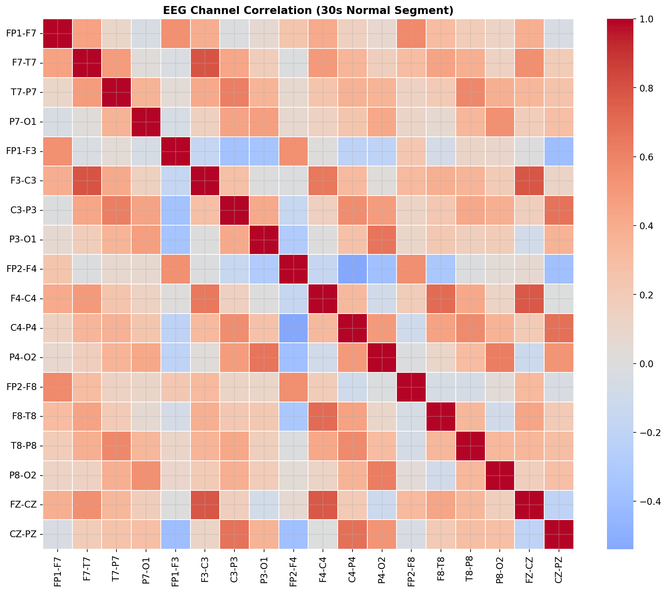 EEG Channel Correlation (30s Normal Segment)
FP1-F7
F7-T7
T7-P7
P7-O1
FP1-F3
F3-C3
C3-P3
P3-O1
FP2-F4
F4-C4
C4-P4
P4-O2
FP2-F8
F8-T8
T8-P8
P8-O2
FZ-CZ
CZ-PZ
FP1-F7 F7-T7 T7-P7 P7-O1 FP1-F3 F3-C3 C3-P3 P3-O1 FP2-F4 F4-C4 C4-P4 P4-O2 FP2-F8 F8-T8 T8-P8 P8-O2 FZ-CZ CZ-PZ
1.0
0.8
0.6
0.4
0.2
0.0
−0.2
−0.4